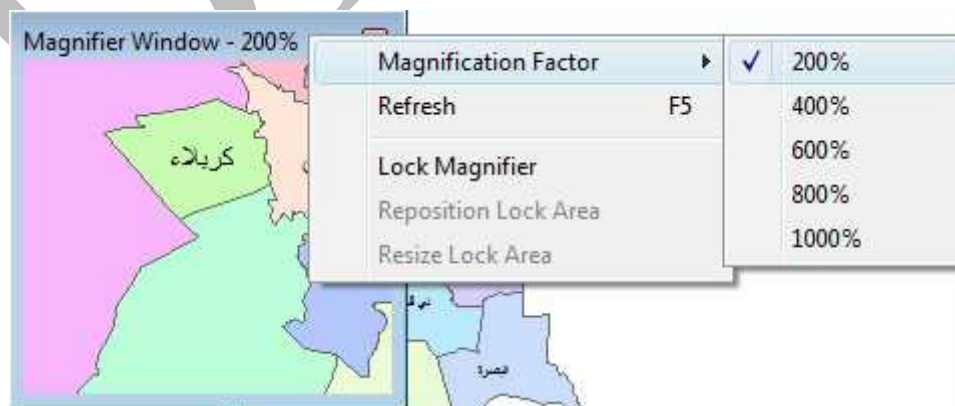 Magnifier Window - 200%
Magnification Factor
200%
Refresh F5
400%
600%
Lock Magnifier
800%
Reposition Lock Area
1000%
Resize Lock Area
كربلاء
البصرة